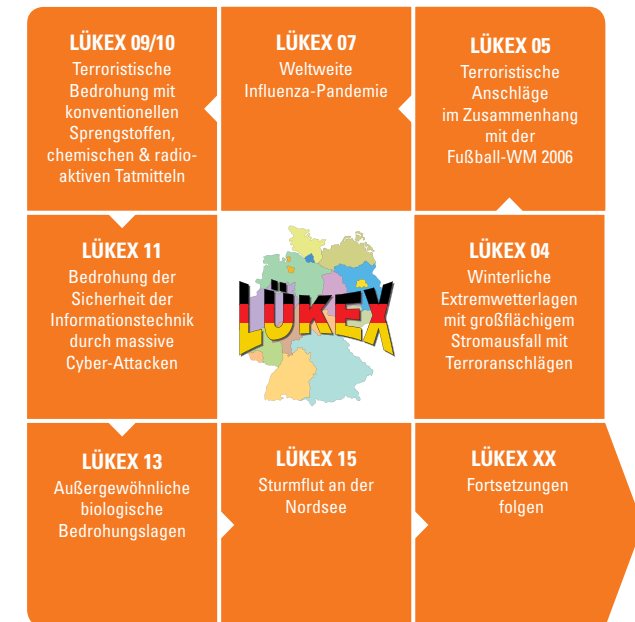 LÜKEX 09/10
Terroristische
Bedrohung mit
konventionellen
Sprengstoffen,
chemischen & radio-
aktiven Tatmitteln
LÜKEX 07
Weltweite
Influenza-Pandemie
LÜKEX 05
Terroristische
Anschläge
im Zusammenhang
mit der
Fußball-WM 2006
LÜKEX 11
Bedrohung der
Sicherheit der
Informationstechnik
durch massive
Cyber-Attacken
LÜKEX
LÜKEX 04
Winterliche
Extremwetterlagen
mit großflächigem
Stromausfall mit
Terroranschlägen
LÜKEX 13
Außergewöhnliche
biologische
Bedrohungslagen
LÜKEX 15
Sturmflut an der
Nordsee
LÜKEX XX
Fortsetzungen
folgen